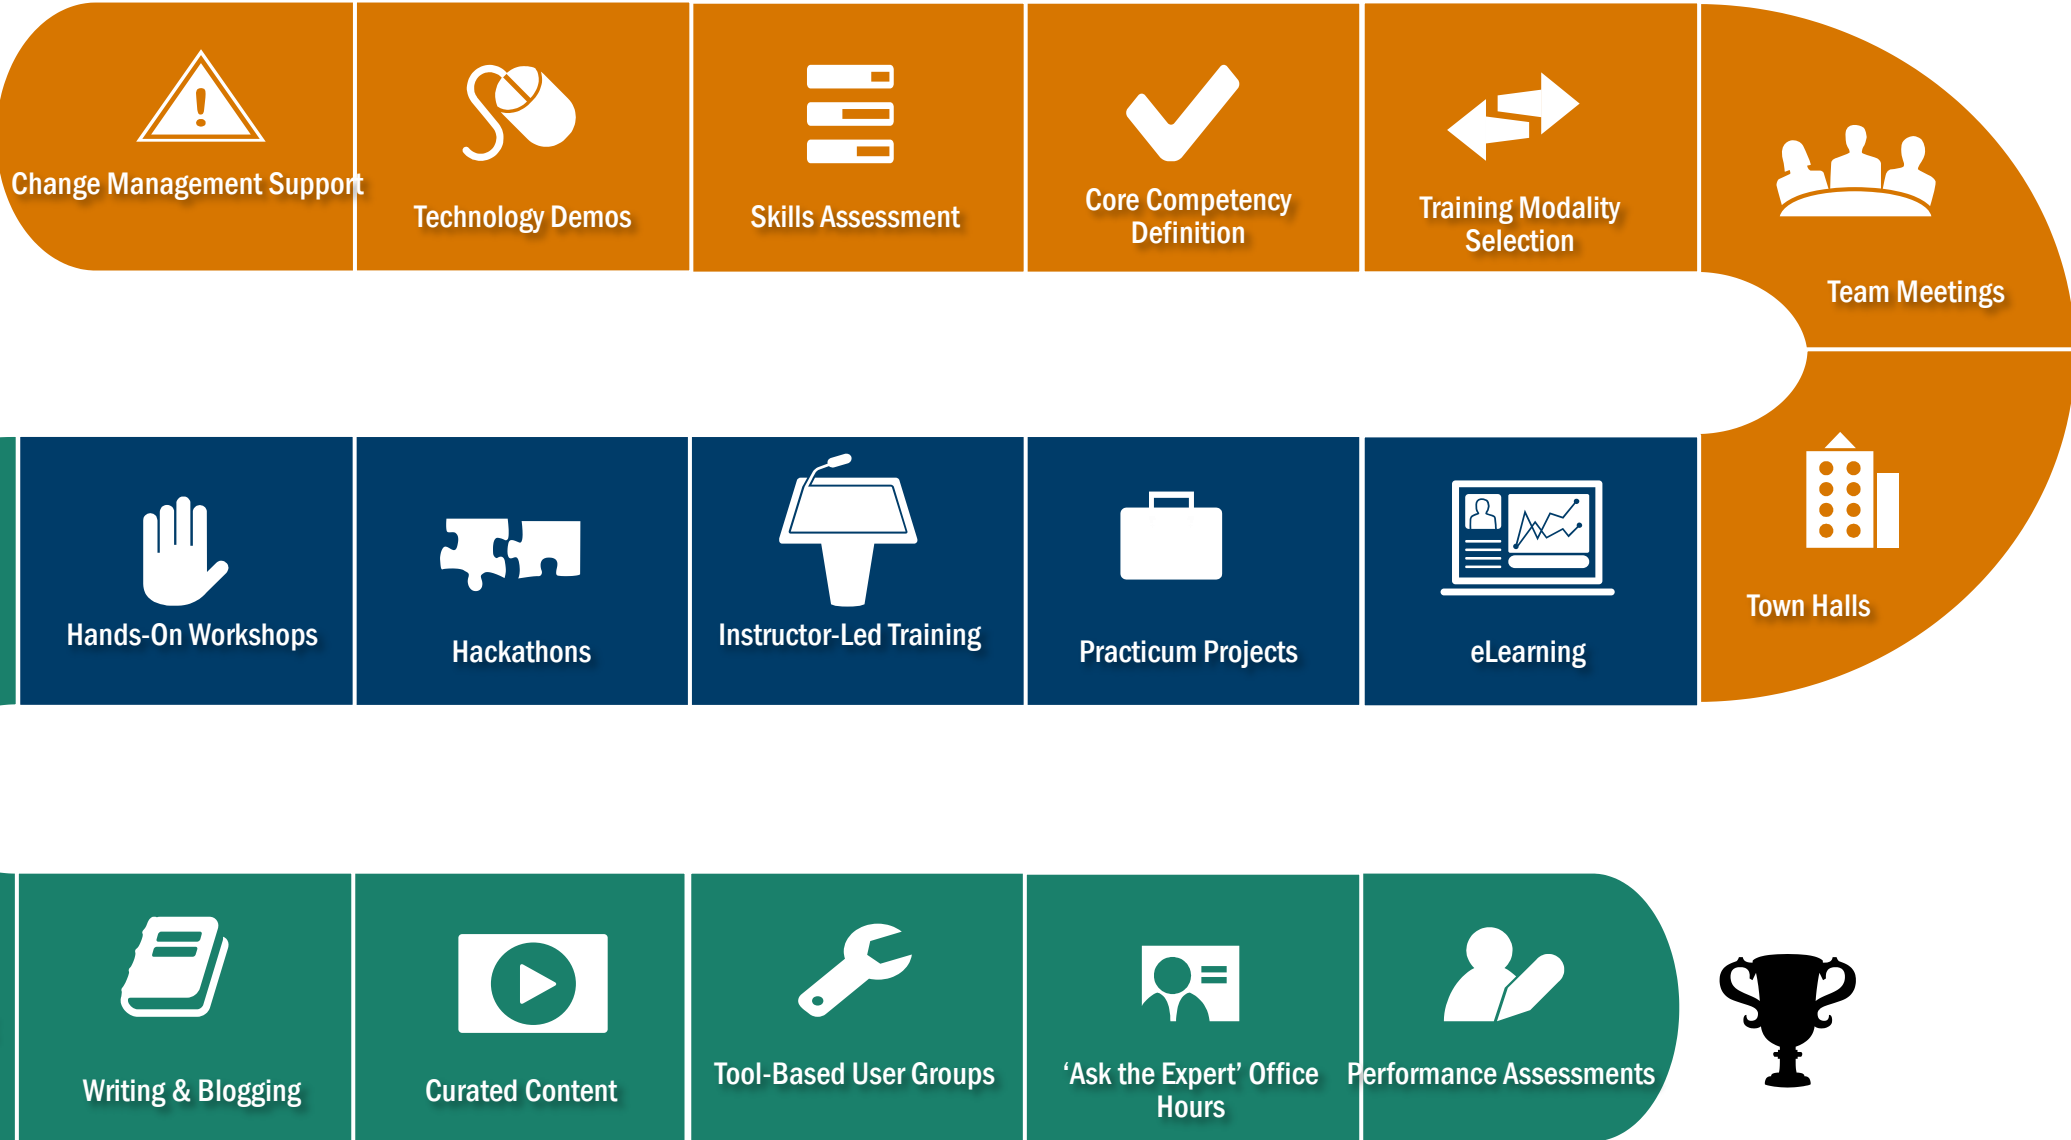 Change Management Support
Technology Demos
Skills Assessment
Core Competency
Definition
Training Modality
Selection
Team Meetings
Town Halls
Hands-On Workshops
Hackathons
Instructor-Led Training
Practicum Projects
eLearning
Writing & Blogging
Curated Content
Tool-Based User Groups
‘Ask the Expert’ Office
Hours
Performance Assessments